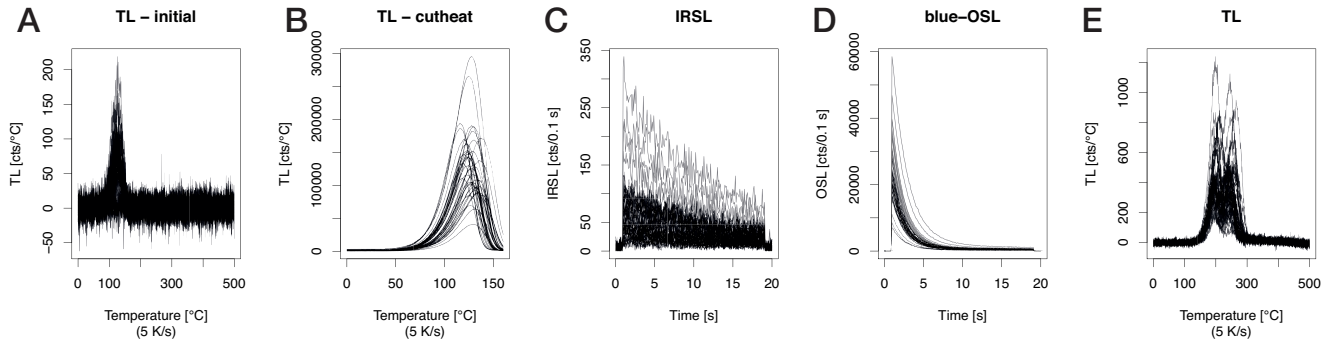 A
TL – initial
TL [cts/°C]
200
150
100
50
0
−50
0 100 300 500
Temperature [°C]
(5 K/s)
B
TL – cutheat
TL [cts/°C]
300000
200000
100000
0
0 50 100 150
Temperature [°C]
(5 K/s)
C
IRSL
IRSL [cts/0.1 s]
350
250
150
50
0
0 5 10 15 20
Time [s]
D
blue−OSL
OSL [cts/0.1 s]
60000
40000
20000
0
0 5 10 15 20
Time [s]
E
TL
TL [cts/°C]
1000
600
200
0
0 100 300 500
Temperature [°C]
(5 K/s)